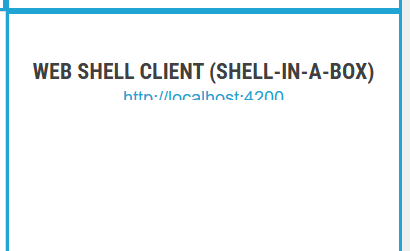 WEB SHELL CLIENT (SHELL-IN-A-BOX)
http://localhost:4200